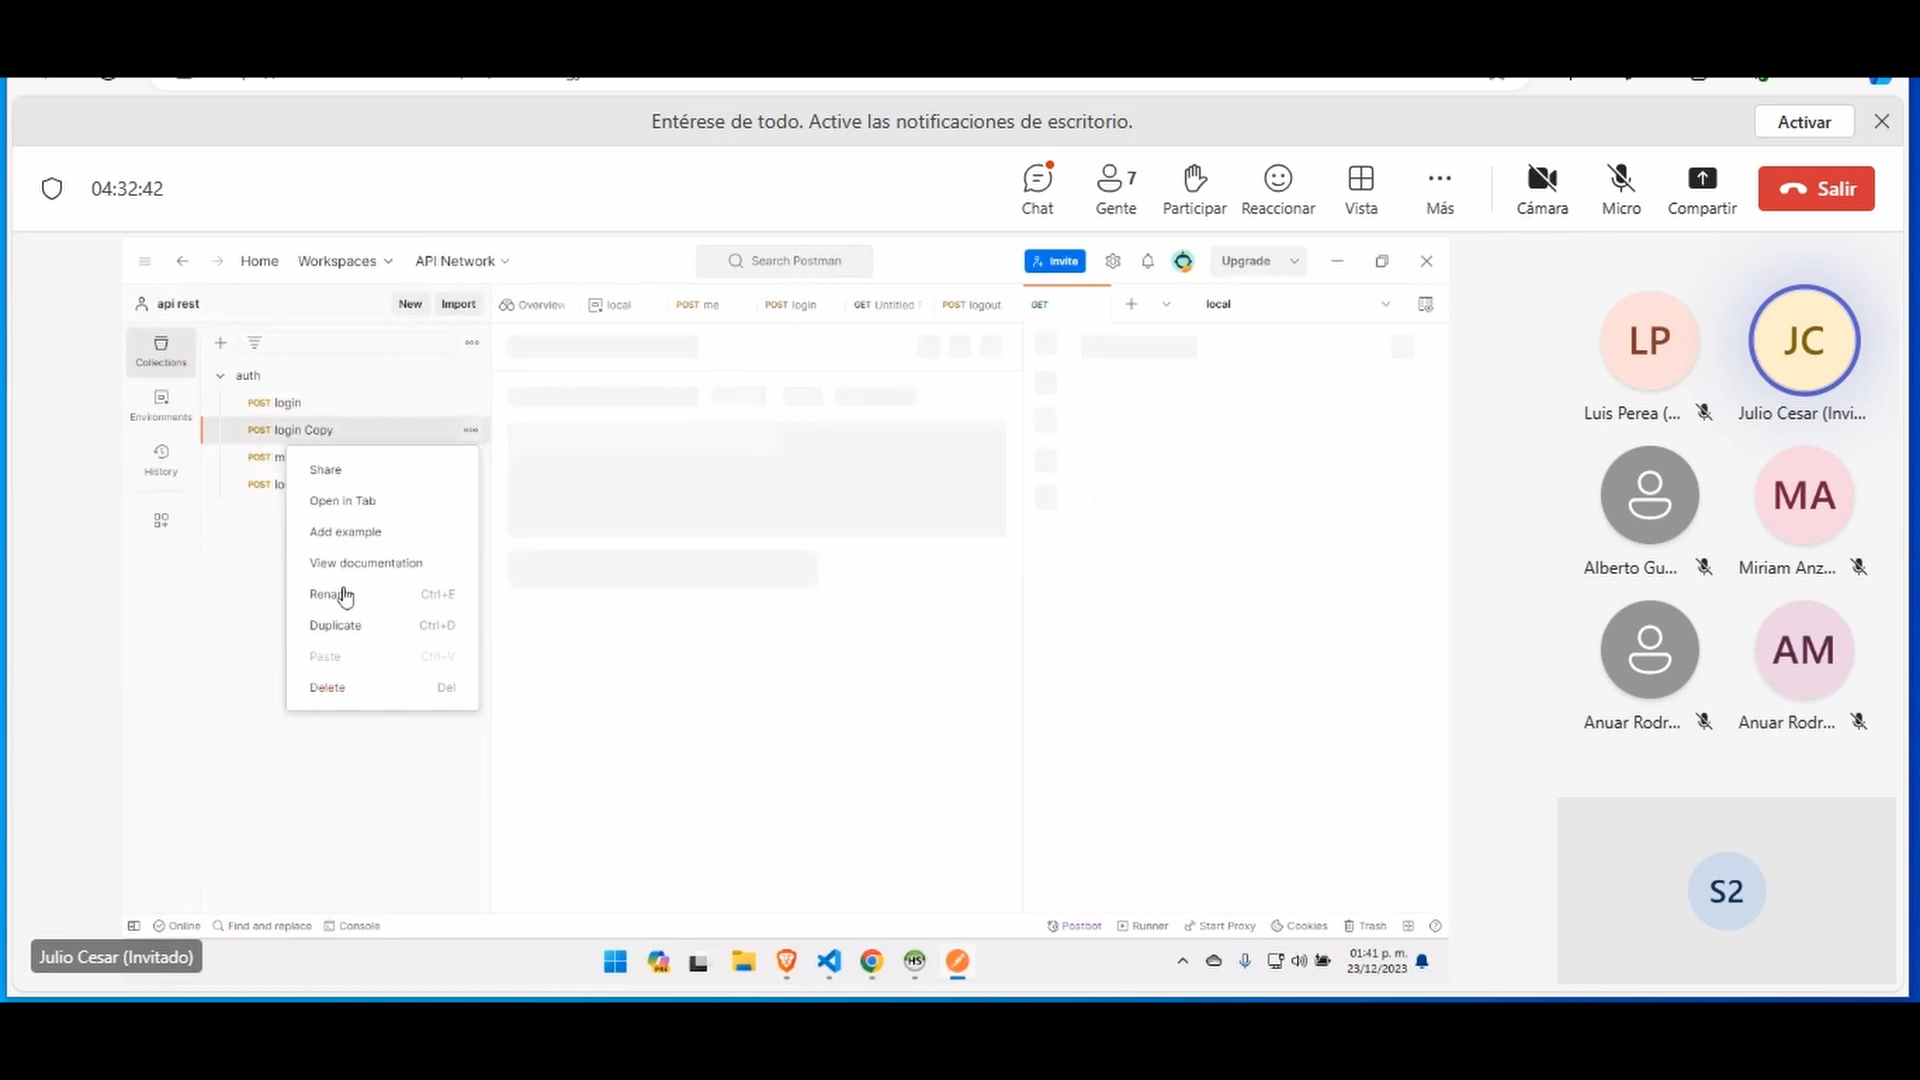 Entérese de todo. Active las notificaciones de escritorio.
Activar
04:32:42
Chat
7
Gente
Participar
Reaccionar
Vista
Más
Cámara
Micro
Compartir
Salir
Home
Workspaces
API Network
Search Postman
Invite
Upgrade
api rest
New
Import
Overview
local
POST me
POST login
GET Untitled
POST logout
GET
local
Collections
Environments
History
auth
POST login
POST login Copy
POST m
POST lo
Share
Open in Tab
Add example
View documentation
Ctrl+E
Duplicate Ctrl+D
Paste Ctrl+V
Delete Del
LP
Luis Perea (...
JC
Julio Cesar (Invi...
Alberto Gu...
MA
Miriam Anz...
Anuar Rodr...
AM
Anuar Rodr...
S2
Online
Find and replace
Console
Postbot
Runner
Start Proxy
Cookies
Trash
Julio Cesar (Invitado)
HS
01:41 p. m.
23/12/2023